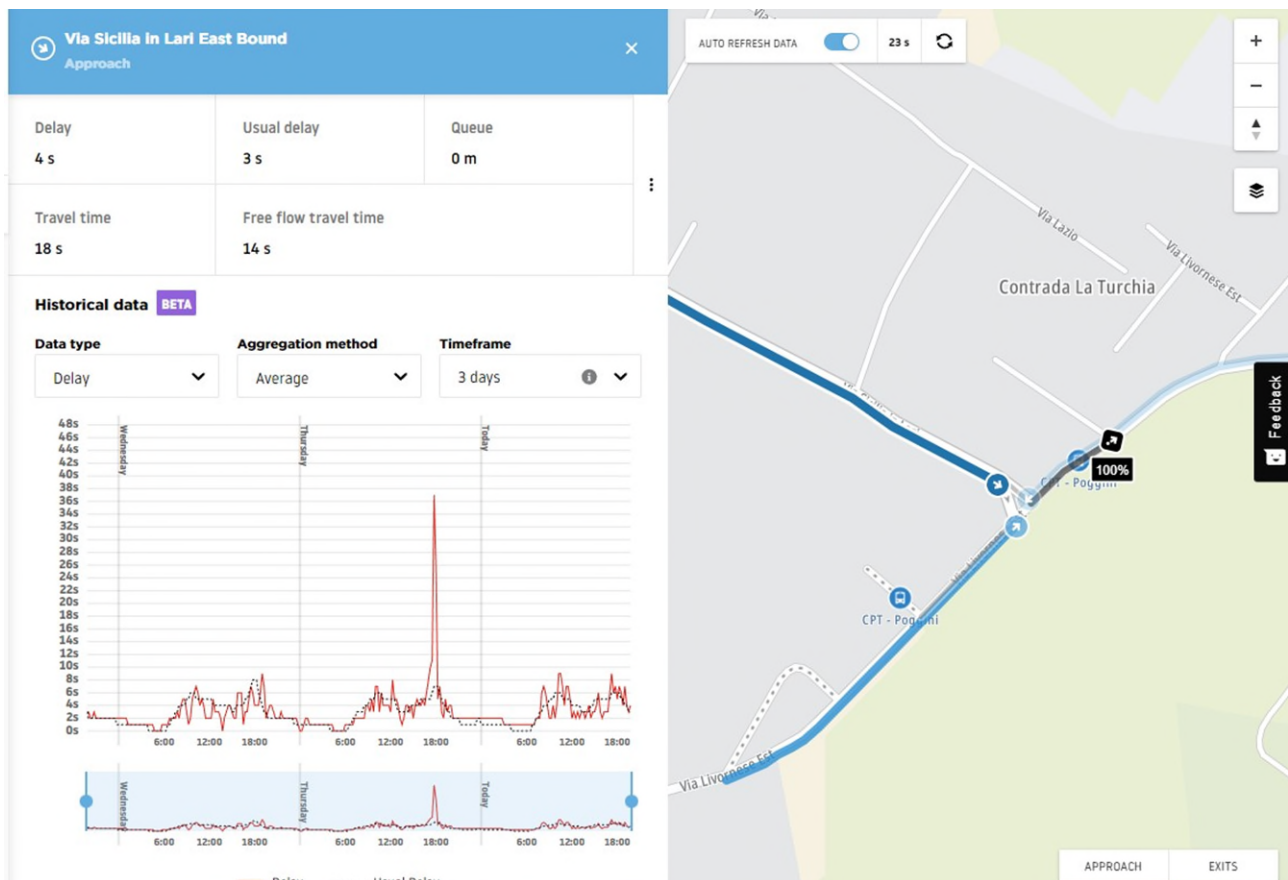 Via Sicilia in Lari East Bound
Approach
Delay
4 s
Usual delay
3 s
Queue
0 m
Travel time
18 s
Free flow travel time
14 s
Historical data BETA
Data type
Aggregation method
Timeframe
Delay
Average
3 days
48s
46s
44s
42s
40s
38s
36s
34s
32s
30s
28s
26s
24s
22s
20s
18s
16s
14s
12s
10s
8s
6s
4s
2s
0s
Wednesday
Thursday
Today
6:00 12:00 18:00 6:00 12:00 18:00 6:00 12:00 18:00
Wednesday
Thursday
Today
6:00 12:00 18:00 6:00 12:00 18:00 6:00 12:00 18:00
Delay Usual Delay
AUTO REFRESH DATA 23 s
+
−
Via Lazio
Via Livornese Est
Contrada La Turchia
100%
CPT - Poggini
CPT - Poggini
Via Livornese Est
Feedback
APPROACH
EXITS